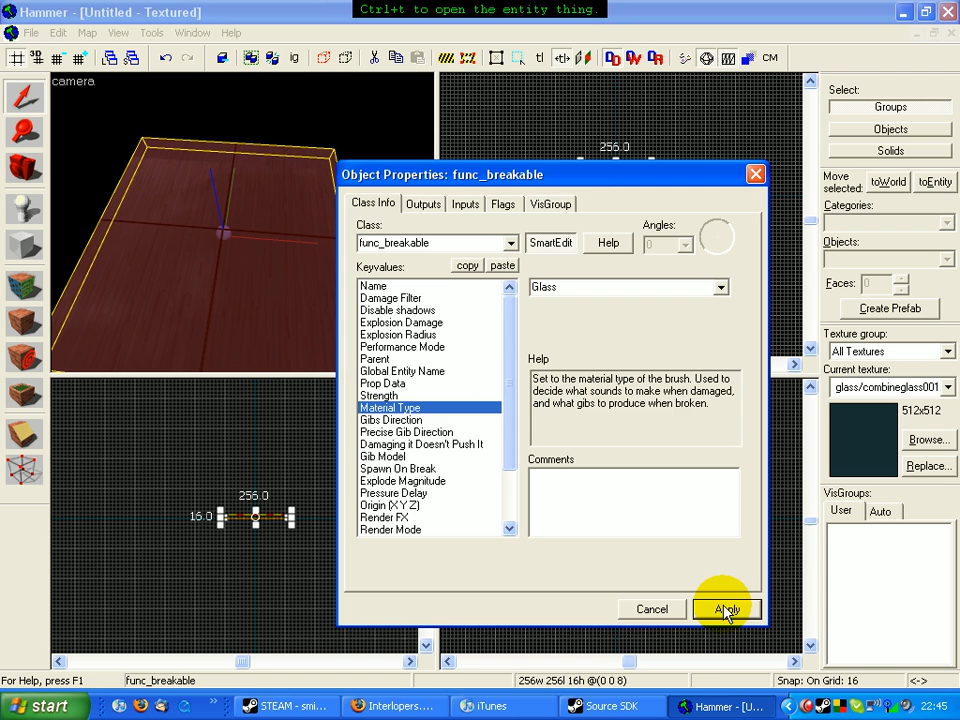 Hammer - [Untitled - Textured]
Ctrl+t to open the entity thing.
File Edit Map View Tools Window Help
3D
ig
tl
CM
camera
256.0
Select:
Groups
Objects
Solids
Move selected:
toWorld
toEntity
Categories:
Objects:
Faces: 0
Create Prefab
Texture group:
All Textures
Current texture:
glass/combineglass001
512x512
Browse...
Replace...
VisGroups:
User Auto
Object Properties: func_breakable
Class Info Outputs Inputs Flags VisGroup
Class:
func_breakable
SmartEdit
Help
Angles:
0
Keyvalues:
copy paste
Name
Damage Filter
Disable shadows
Explosion Damage
Explosion Radius
Performance Mode
Parent
Global Entity Name
Prop Data
Strength
Material Type
Gibs Direction
Precise Gib Direction
Damaging it Doesn't Push It
Gib Model
Spawn On Break
Explode Magnitude
Pressure Delay
Origin (X Y Z)
Render FX
Render Mode
Glass
Help
Set to the material type of the brush. Used to
decide what sounds to make when damaged,
and what gibs to produce when broken.
Comments
Cancel
Apply
256.0
16.0
For Help, press F1
func_breakable
256w 256l 16h @(0 0 8)
Snap: On Grid: 16
<->
start
STEAM - smi...
Interlopers....
iTunes
Source SDK
Hammer - [U...
22:45